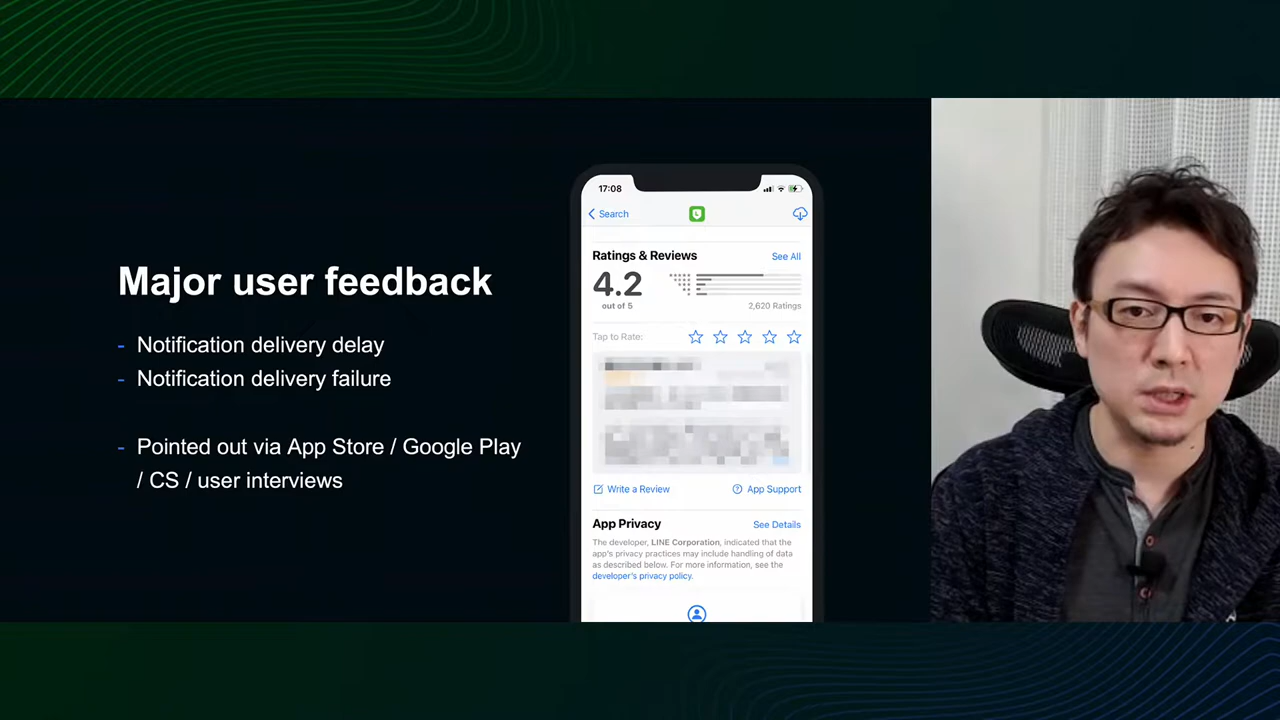 Major user feedback
- Notification delivery delay
- Notification delivery failure
- Pointed out via App Store / Google Play
/ CS / user interviews
17:08
Search
Ratings & Reviews See All
4.2
out of 5
2,620 Ratings
Tap to Rate:
Write a Review App Support
App Privacy See Details
The developer, LINE Corporation, indicated that the
app's privacy practices may include handling of data
as described below. For more information, see the
developer's privacy policy.